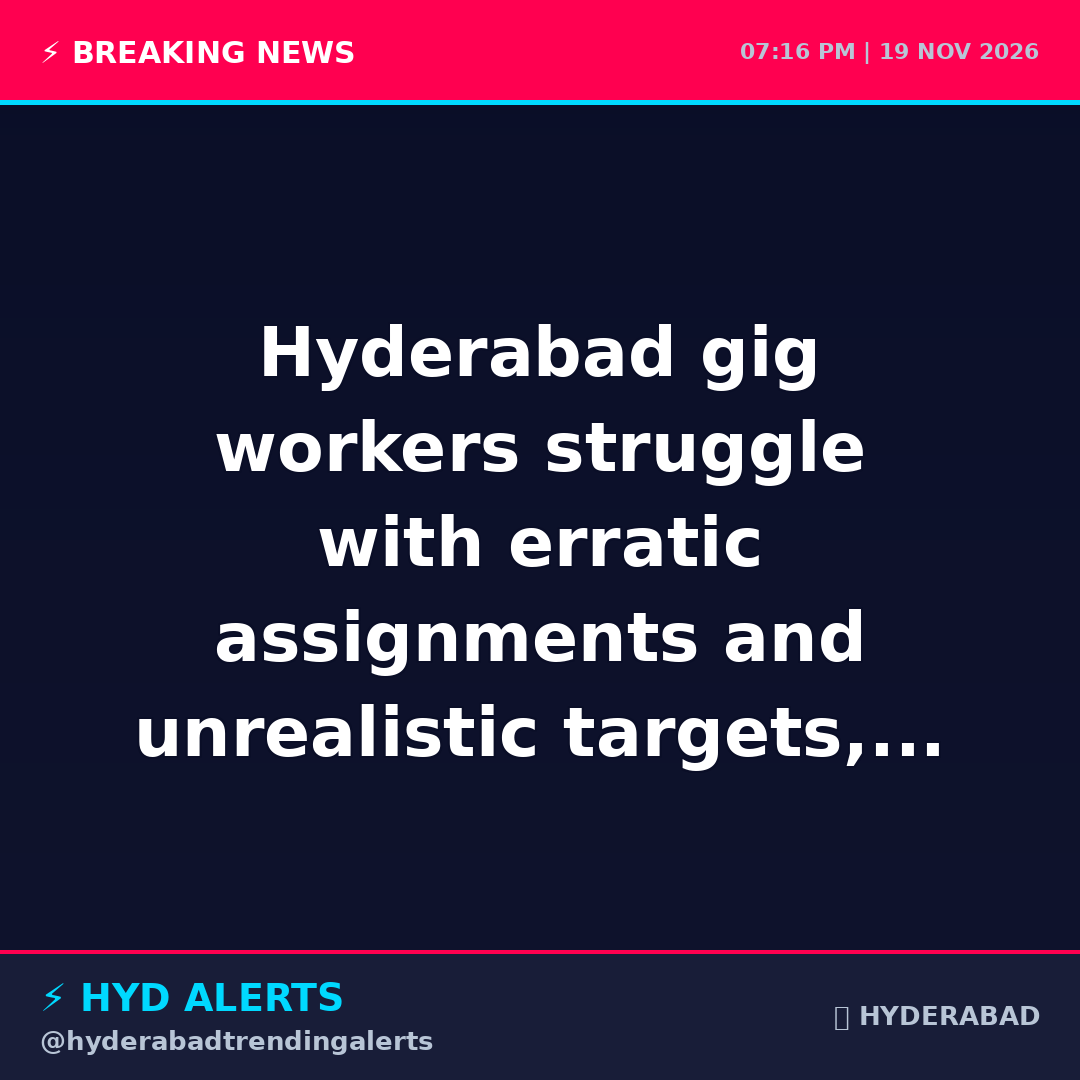 ⚡ BREAKING NEWS
07:16 PM | 19 NOV 2026
Hyderabad gig
workers struggle
with erratic
assignments and
unrealistic targets,...
⚡ HYD ALERTS
@hyderabadtrendingalerts
HYDERABAD